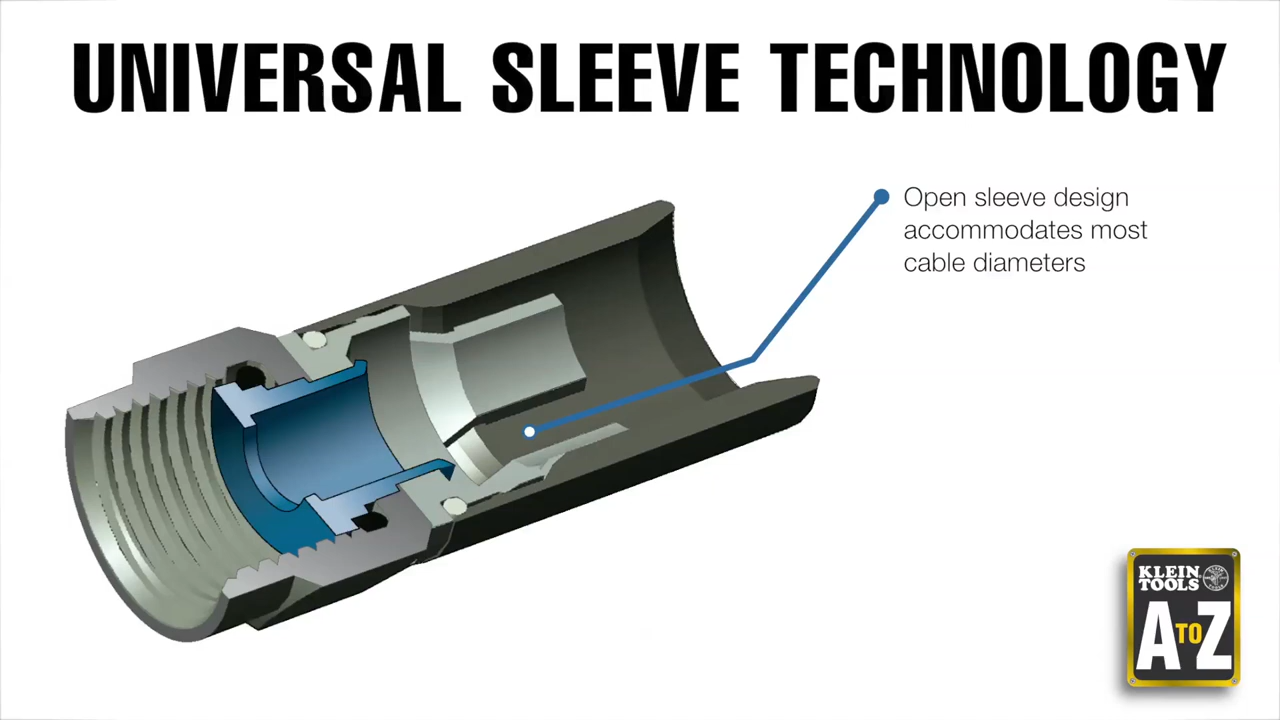 UNIVERSAL SLEEVE TECHNOLOGY
Open sleeve design
accommodates most
cable diameters
KLEIN
TOOLS
A TO Z